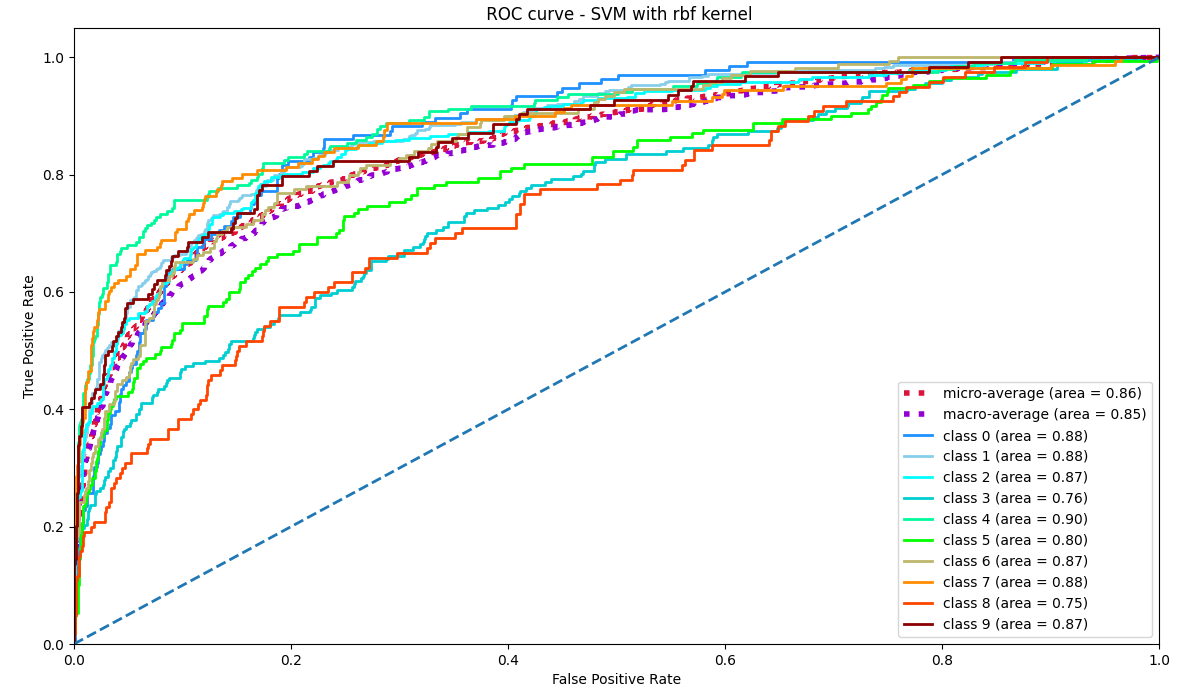 ROC curve - SVM with rbf kernel
True Positive Rate
1.0
0.8
0.6
0.4
0.2
0.0
micro-average (area = 0.86)
macro-average (area = 0.85)
class 0 (area = 0.88)
class 1 (area = 0.88)
class 2 (area = 0.87)
class 3 (area = 0.76)
class 4 (area = 0.90)
class 5 (area = 0.80)
class 6 (area = 0.87)
class 7 (area = 0.88)
class 8 (area = 0.75)
class 9 (area = 0.87)
0.0 0.2 0.4 0.6 0.8 1.0
False Positive Rate